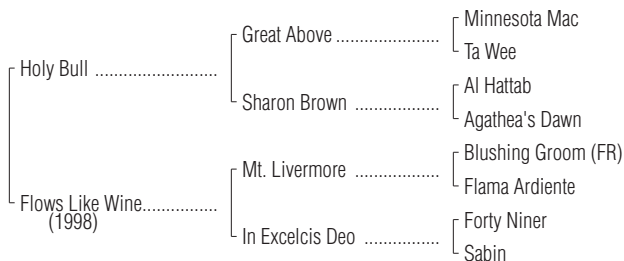 Minnesota Mac
Great Above ......................
Ta Wee
Holy Bull ..........................
Al Hattab
Sharon Brown ..................
Agathea's Dawn
Blushing Groom (FR)
Mt. Livermore ..................
Flama Ardiente
Flows Like Wine................
(1998)
Forty Niner
In Excelcis Deo ................
Sabin